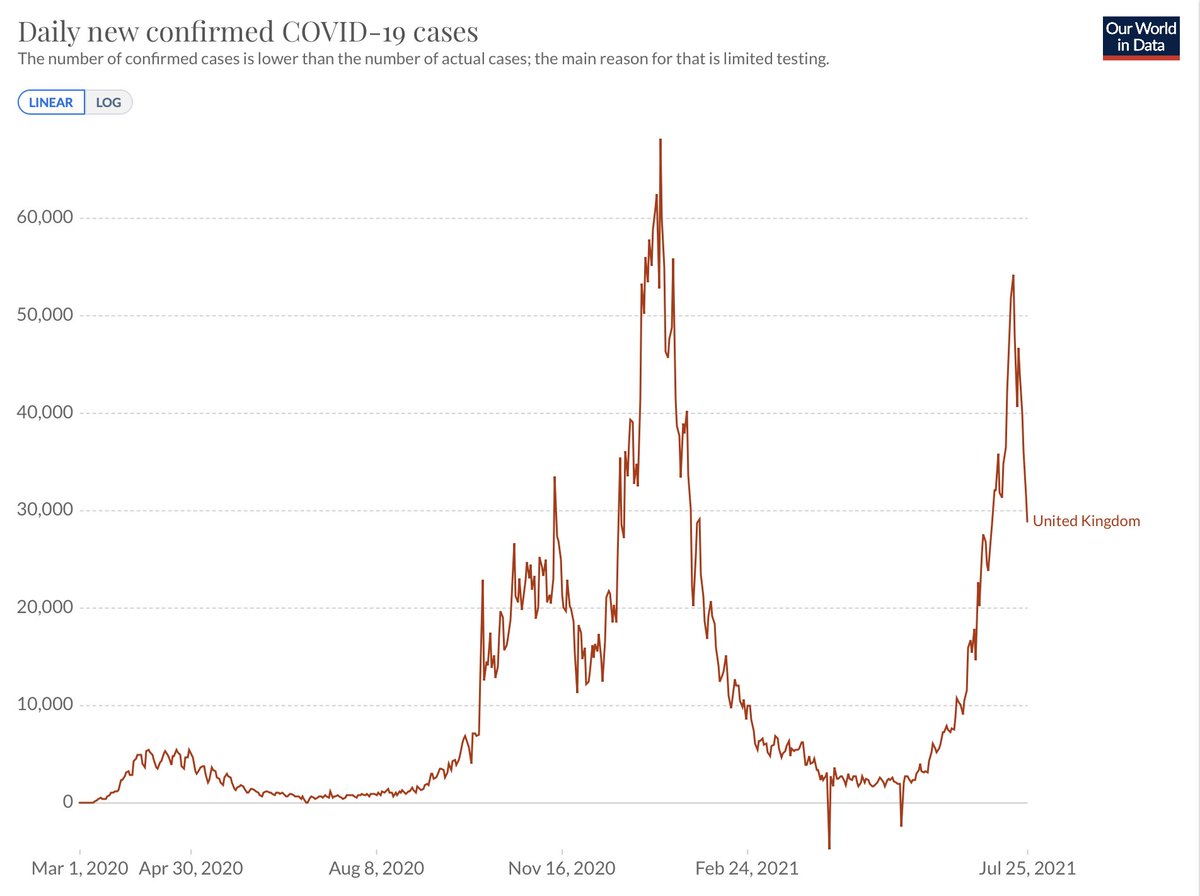 Daily new confirmed COVID-19 cases
The number of confirmed cases is lower than the number of actual cases; the main reason for that is limited testing.
Our World
in Data
LINEAR LOG
60,000
50,000
40,000
30,000
United Kingdom
20,000
10,000
0
Mar 1, 2020 Apr 30, 2020 Aug 8, 2020 Nov 16, 2020 Feb 24, 2021 Jul 25, 2021